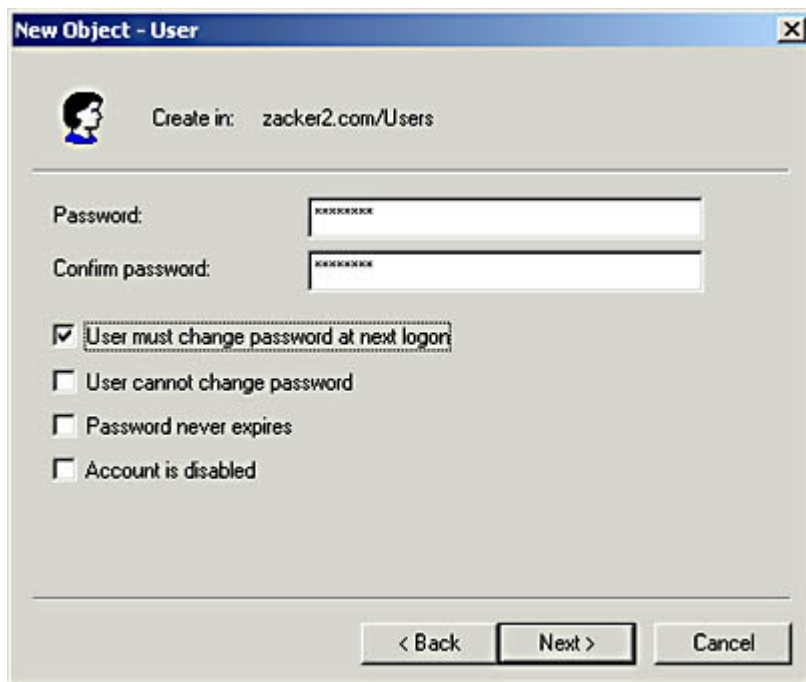 New Object - User
Create in: zacker2.com/Users
Password: ********
Confirm password: ********
User must change password at next logon
User cannot change password
Password never expires
Account is disabled
< Back Next > Cancel